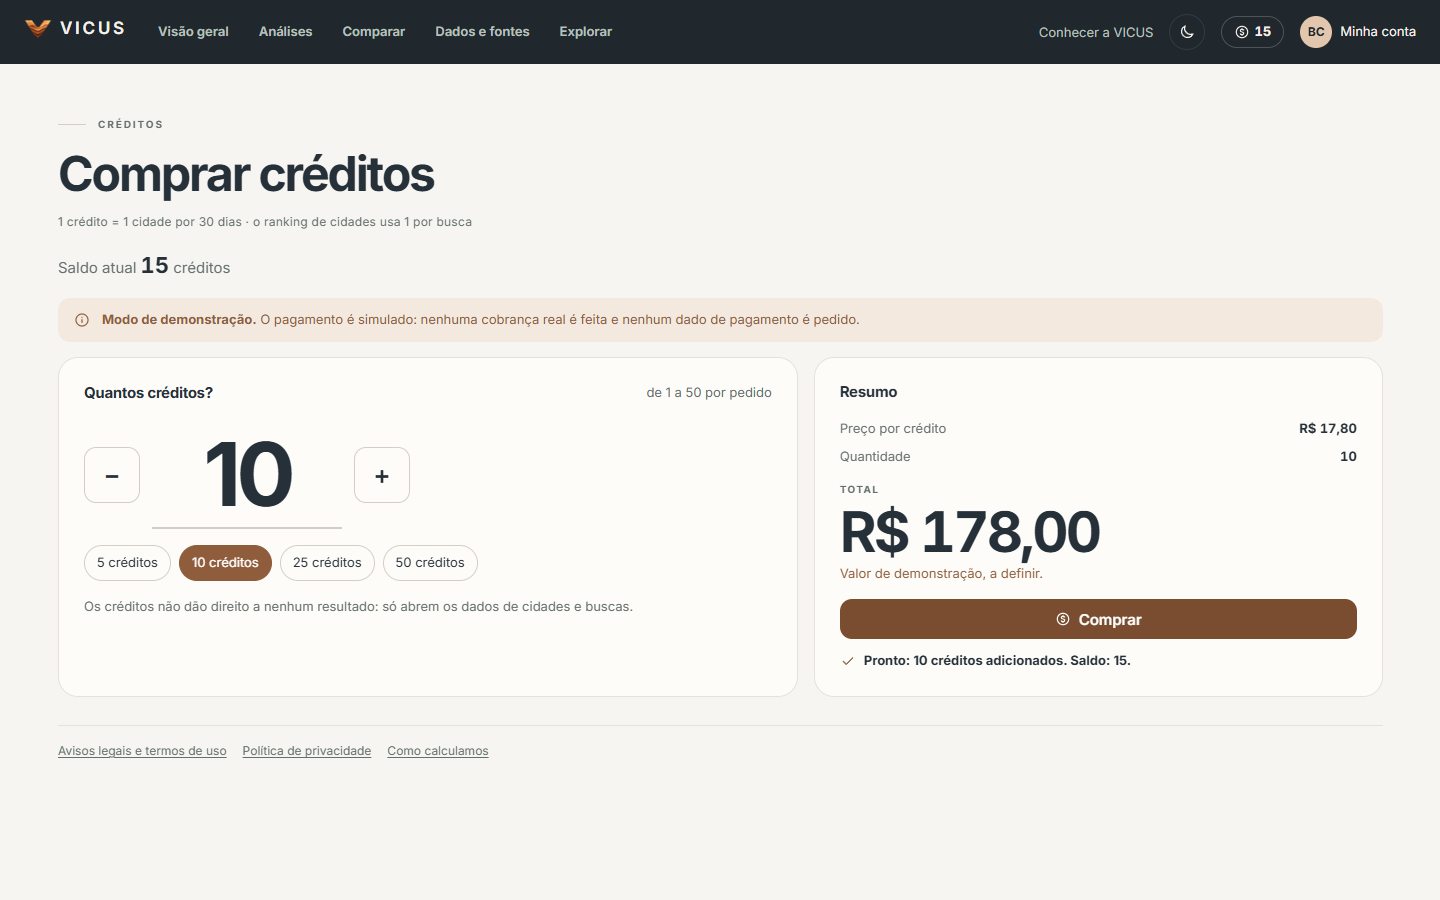 VICUS
Visão geral
Análises
Comparar
Dados e fontes
Explorar
Conhecer a VICUS
15
BC
Minha conta
CRÉDITOS
Comprar créditos
1 crédito = 1 cidade por 30 dias · o ranking de cidades usa 1 por busca
Saldo atual 15 créditos
Modo de demonstração. O pagamento é simulado: nenhuma cobrança real é feita e nenhum dado de pagamento é pedido.
Quantos créditos?
de 1 a 50 por pedido
−
10
+
5 créditos
10 créditos
25 créditos
50 créditos
Os créditos não dão direito a nenhum resultado: só abrem os dados de cidades e buscas.
Resumo
Preço por crédito
R$ 17,80
Quantidade
10
TOTAL
R$ 178,00
Valor de demonstração, a definir.
Comprar
Pronto: 10 créditos adicionados. Saldo: 15.
Avisos legais e termos de uso
Política de privacidade
Como calculamos